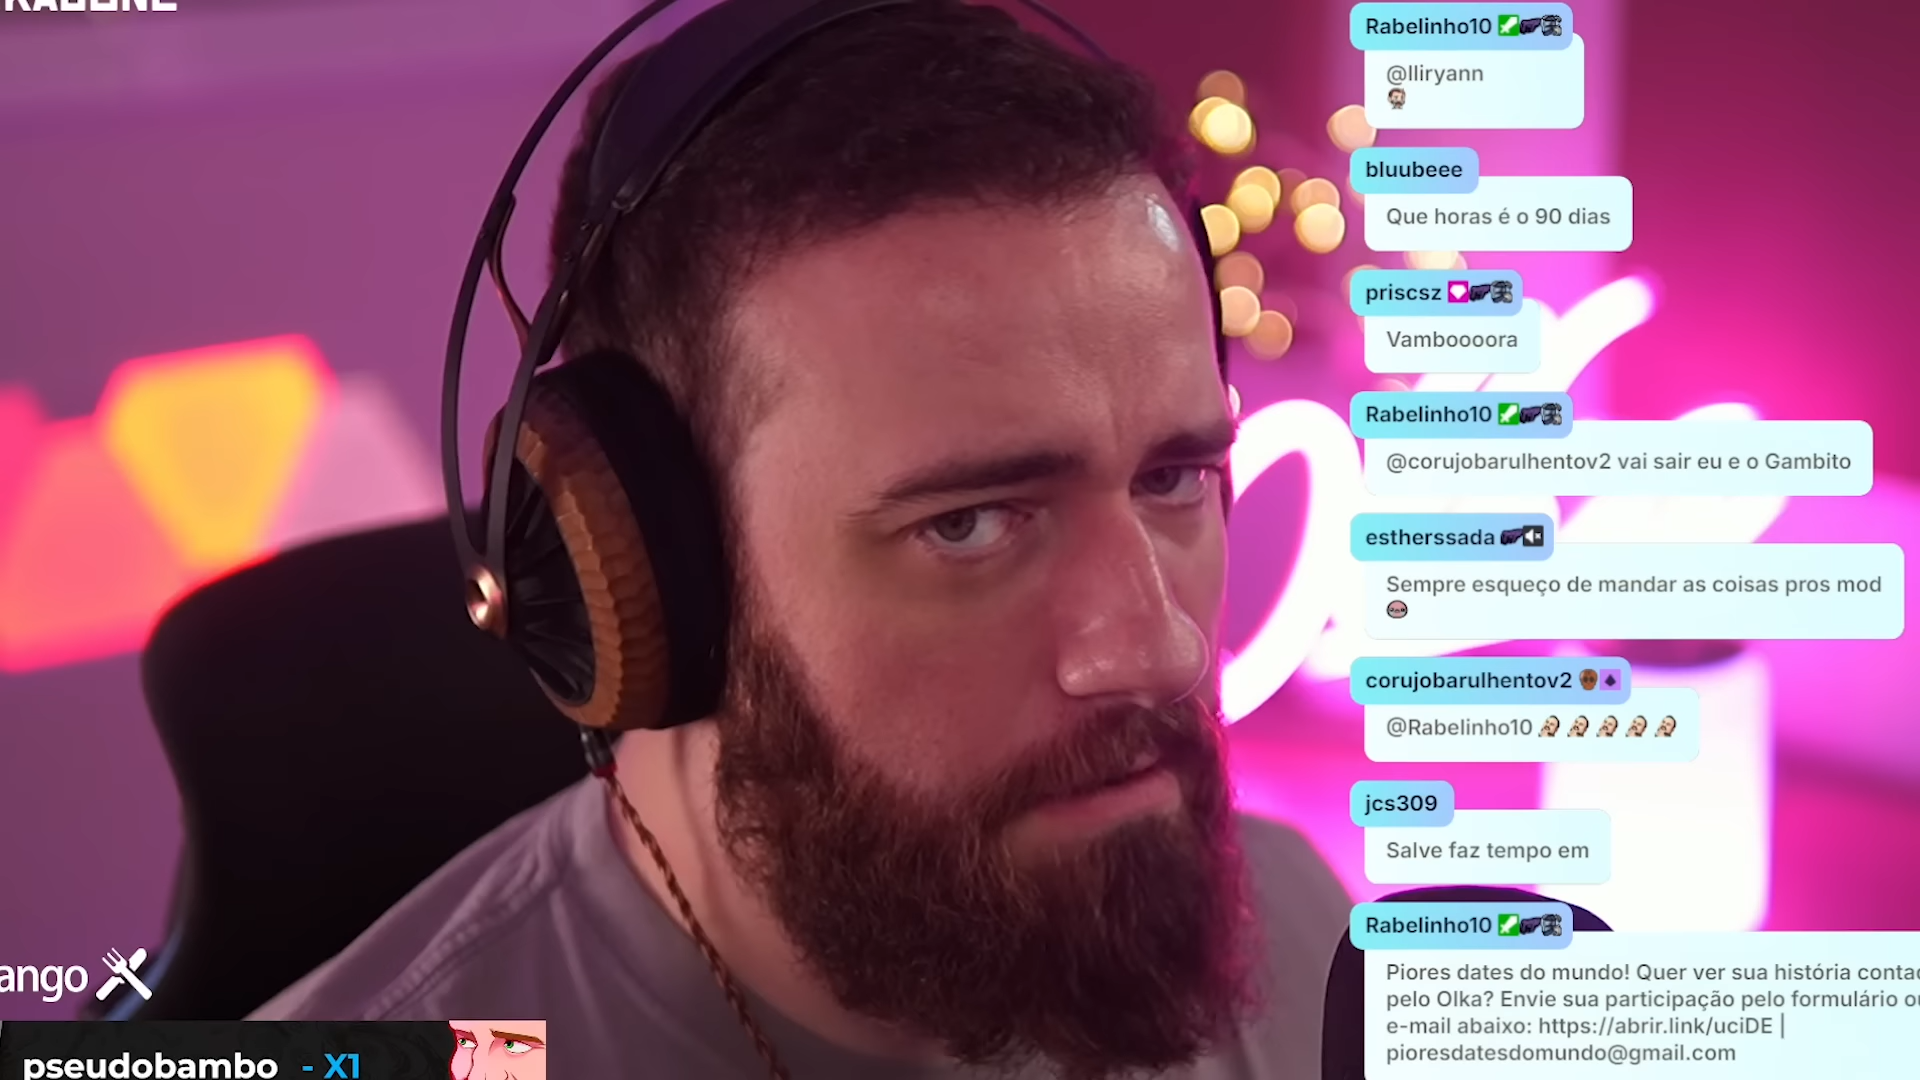 Rabelinho10
@lliryann
bluubeee
Que horas é o 90 dias
priscsz
Vamboooora
Rabelinho10
@corujobarulhentov2 vai sair eu e o Gambito
estherssada
Sempre esqueço de mandar as coisas pros mod
corujobarulhentov2
@Rabelinho10
jcs309
Salve faz tempo em
Rabelinho10
Piores dates do mundo! Quer ver sua história
pelo Olka? Envie sua participação pelo formulário
e-mail abaixo: https://abrir.link/uciDE |
pioresdatesdomundo@gmail.com
ango
pseudobambo - X1